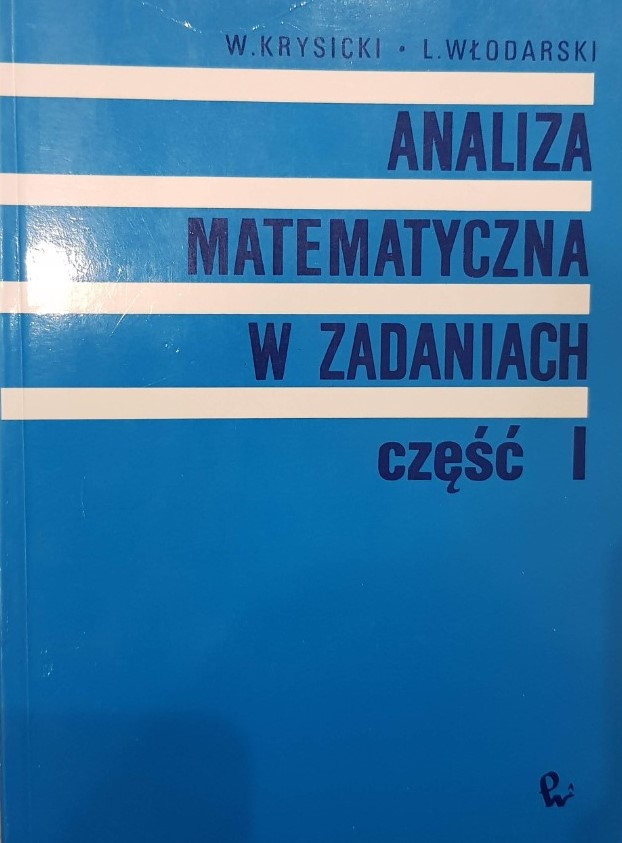 W. KRYSICKI • L. WŁODARSKI
ANALIZA
MATEMATYCZNA
W ZADANIACH
część I